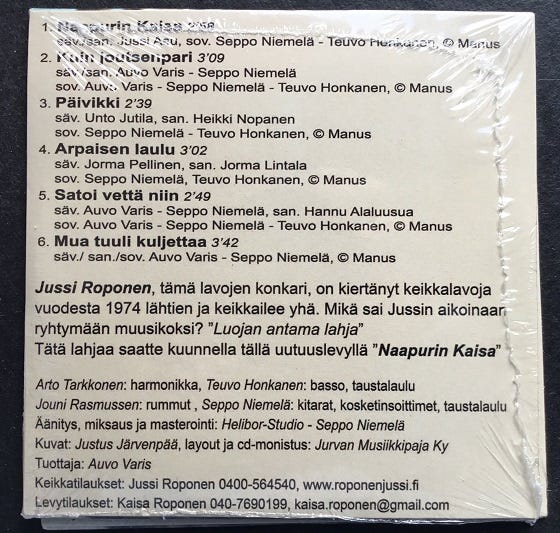 1. Naapurin Kaisa 2'58
säv./san. Jussi Asu, sov. Seppo Niemelä - Teuvo Honkanen, © Manus
2. Kuin joutsenpari 3'09
säv./san. Auvo Varis - Seppo Niemelä
sov. Auvo Varis - Seppo Niemelä - Teuvo Honkanen, © Manus
3. Päivikki 2'39
säv. Unto Jutila, san. Heikki Nopanen
sov. Seppo Niemelä - Teuvo Honkanen, © Manus
4. Arpaisen laulu 3'02
säv. Jorma Pellinen, san. Jorma Lintala
sov. Seppo Niemelä, Teuvo Honkanen, © Manus
5. Satoi vettä niin 2'49
säv. Auvo Varis - Seppo Niemelä, san. Hannu Alaluusua
sov. Auvo Varis - Seppo Niemelä - Teuvo Honkanen, © Manus
6. Mua tuuli kuljettaa 3'42
säv./ san./sov. Auvo Varis - Seppo Niemelä, © Manus
Jussi Roponen, tämä lavojen konkari, on kiertänyt keikkalavoja
vuodesta 1974 lähtien ja keikkailee yhä. Mikä sai Jussin aikoinaan
ryhtymään muusikoksi? "Luojan antama lahja"
Tätä lahjaa saatte kuunnella tällä uutuuslevyllä "Naapurin Kaisa"
Arto Tarkkonen: harmonikka, Teuvo Honkanen: basso, taustalaulu
Jouni Rasmussen: rummut , Seppo Niemelä: kitarat, kosketinsoittimet, taustalaulu
Äänitys, miksaus ja masterointi: Helibor-Studio - Seppo Niemelä
Kuvat: Justus Järvenpää, layout ja cd-monistus: Jurvan Musiikkipaja Ky
Tuottaja: Auvo Varis
Keikkatilaukset: Jussi Roponen 0400-564540, www.roponenjussi.fi
Levytilaukset: Kaisa Roponen 040-7690199, kaisa.roponen@gmail.com